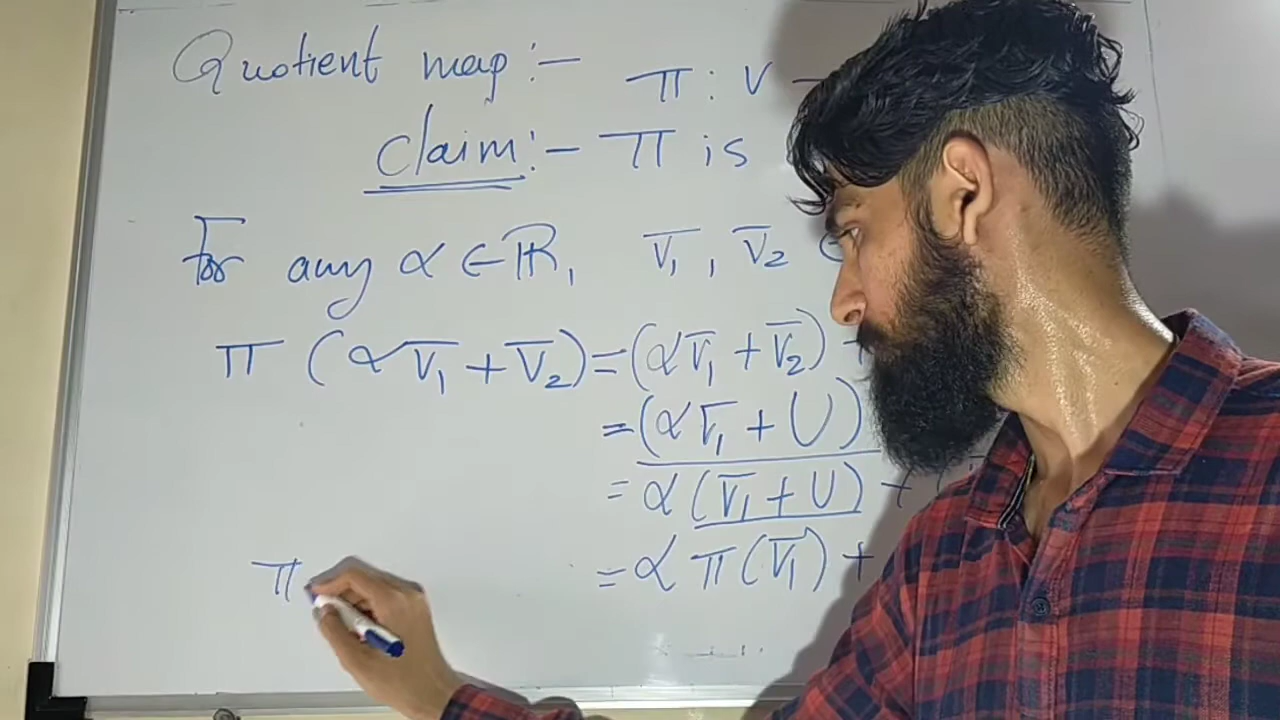 Quotient map :- π : V -
Claim :- π is
For any α ∈ ℝ, v̄₁, v̄₂
π (αv̄₁ + v̄₂) = (αv̄₁ + v̄₂) +
= (αv̄₁ + U)
= α (v̄₁ + U) + (
= α π(v̄₁) +
π